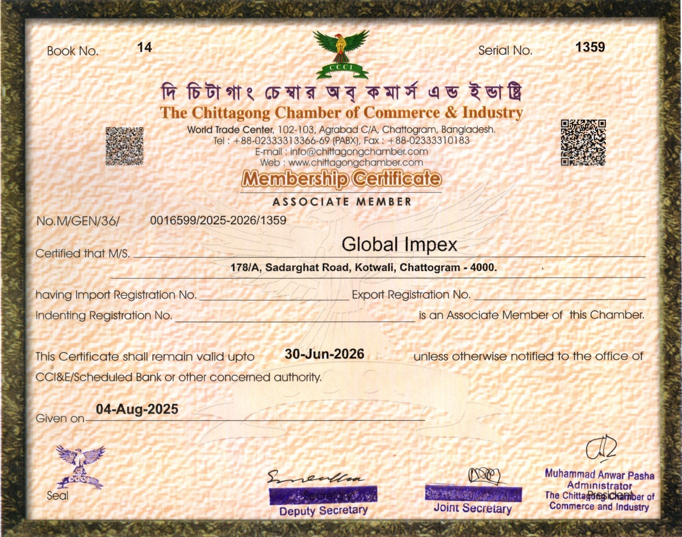 Book No. 14
Serial No. 1359
CCCI
দি চিটাগাং চেম্বার অব্ কমার্স এন্ড ইন্ডাষ্ট্রি
The Chittagong Chamber of Commerce & Industry
World Trade Center, 102-103, Agrabad C/A, Chattogram, Bangladesh.
Tel : +88-02333313366-69 (PABX), Fax : +88-02333310183
E-mail : info@chittagongchamber.com
Web : www.chittagongchamber.com
Membership Certificate
ASSOCIATE MEMBER
No.M/GEN/36/ 0016599/2025-2026/1359
Certified that M/S. Global Impex
178/A, Sadarghat Road, Kotwali, Chattogram - 4000.
having Import Registration No. Export Registration No.
Indenting Registration No. is an Associate Member of this Chamber.
This Certificate shall remain valid upto 30-Jun-2026 unless otherwise notified to the office of
CCI&E/Scheduled Bank or other concerned authority.
Given on 04-Aug-2025
Seal
Deputy Secretary
Joint Secretary
Muhammad Anwar Pasha
Administrator
President
The Chittagong Chamber of
Commerce and Industry